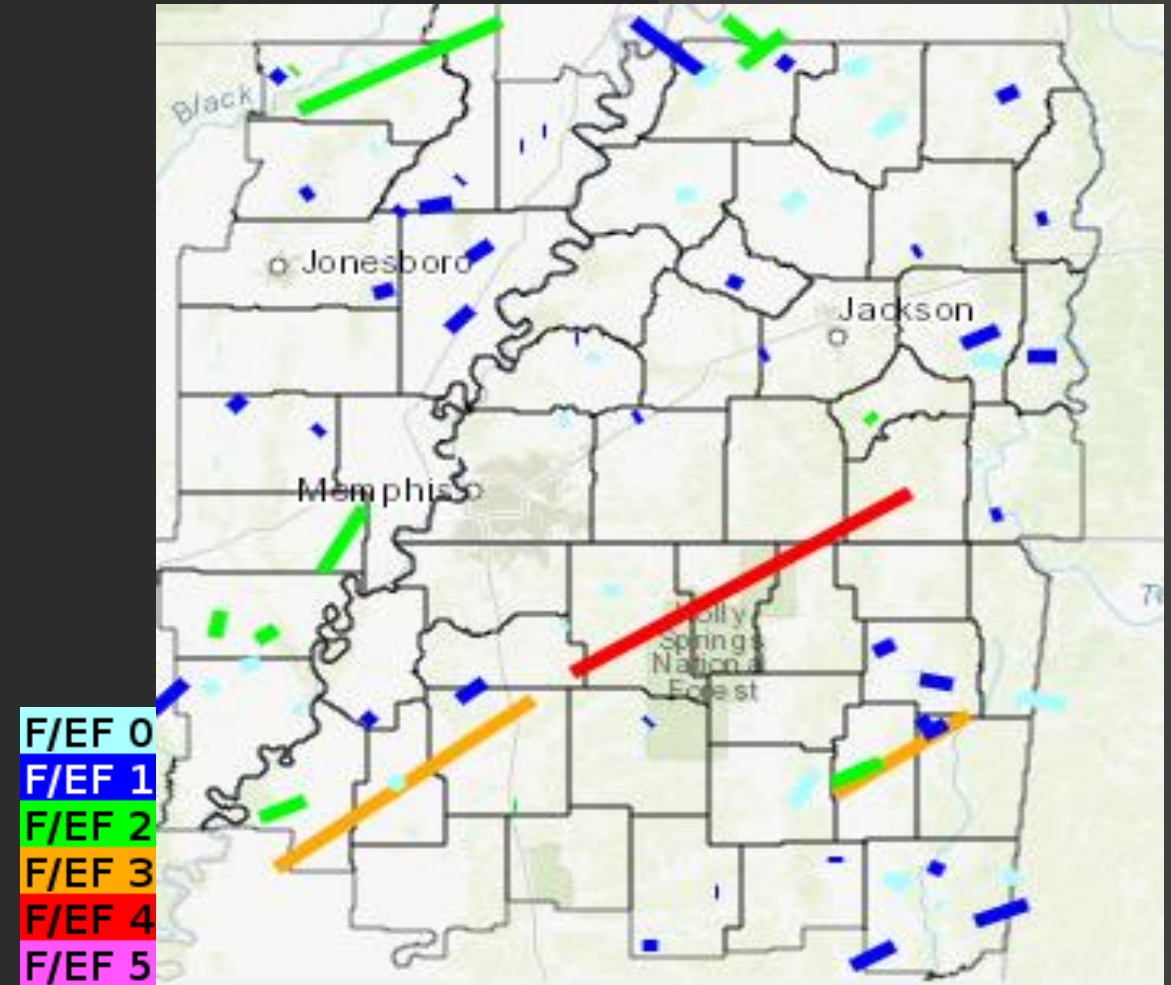 Black
Jonesboro
Jackson
Memphis
Holly
Springs
National
Forest
F/EF 0
F/EF 1
F/EF 2
F/EF 3
F/EF 4
F/EF 5